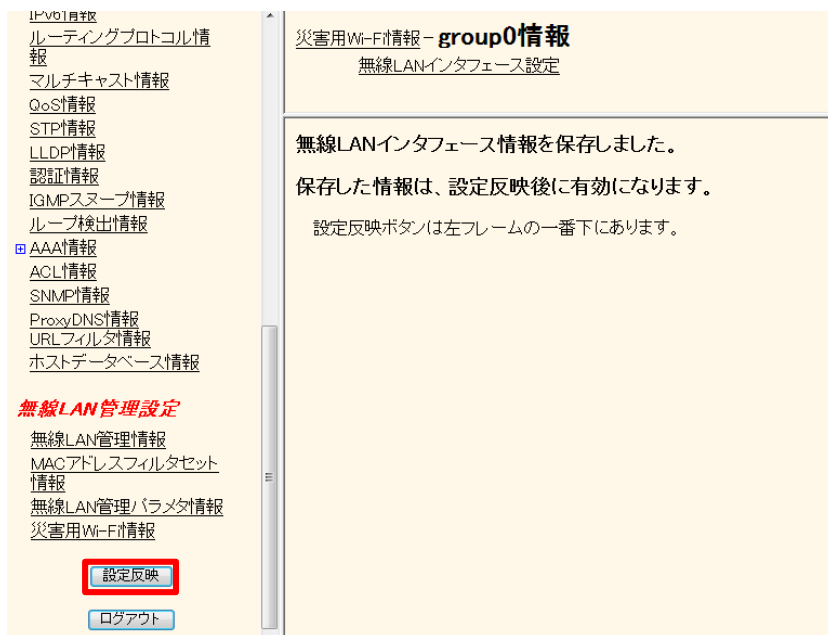 IPv6情報
ルーティングプロトコル情
報
マルチキャスト情報
QoS情報
STP情報
LLDP情報
認証情報
IGMPスヌープ情報
ループ検出情報
AAA情報
ACL情報
SNMP情報
ProxyDNS情報
URLフィルタ情報
ホストデータベース情報
無線LAN管理設定
無線LAN管理情報
MACアドレスフィルタセット
情報
無線LAN管理パラメタ情報
災害用Wi-Fi情報
設定反映
ログアウト
災害用Wi-Fi情報 - group0情報
無線LANインタフェース設定
無線LANインタフェース情報を保存しました。
保存した情報は、設定反映後に有効になります。
設定反映ボタンは左フレームの一番下にあります。